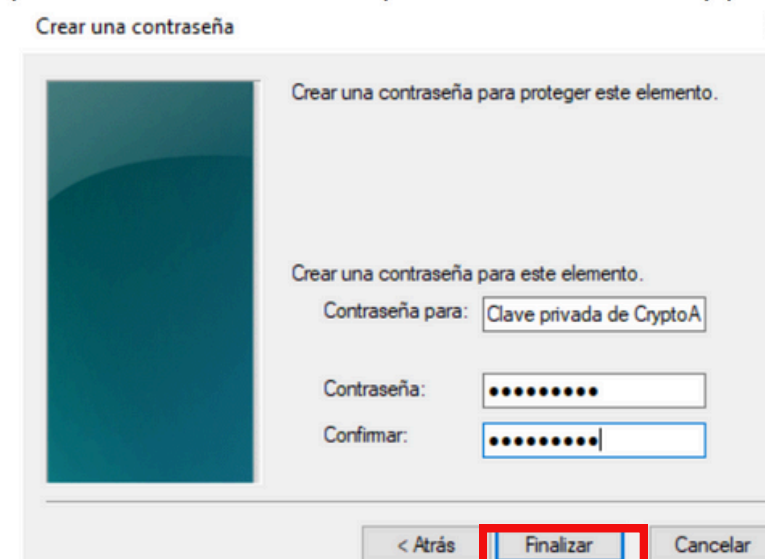 Crear una contraseña
Crear una contraseña para proteger este elemento.
Crear una contraseña para este elemento.
Contraseña para: Clave privada de CryptoA
Contraseña: •••••••••
Confirmar: •••••••••
< Atrás Finalizar Cancelar